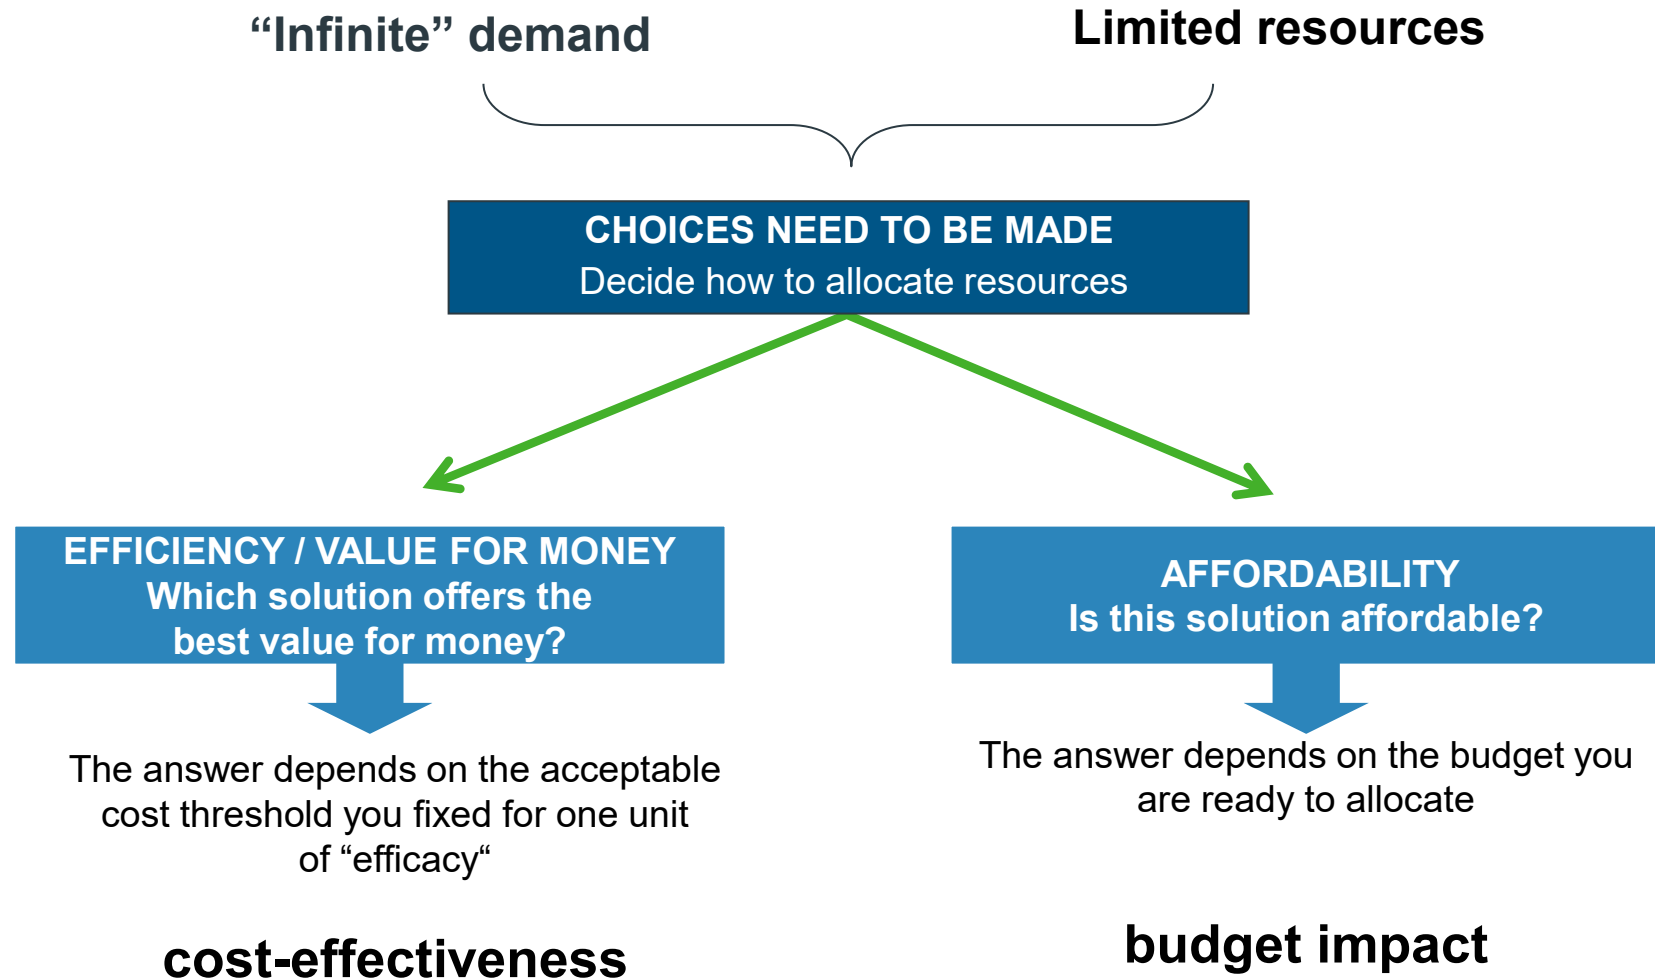 “Infinite” demand
Limited resources
CHOICES NEED TO BE MADE
Decide how to allocate resources
EFFICIENCY / VALUE FOR MONEY
Which solution offers the
best value for money?
The answer depends on the acceptable
cost threshold you fixed for one unit
of “efficacy“
cost-effectiveness
AFFORDABILITY
Is this solution affordable?
The answer depends on the budget you
are ready to allocate
budget impact